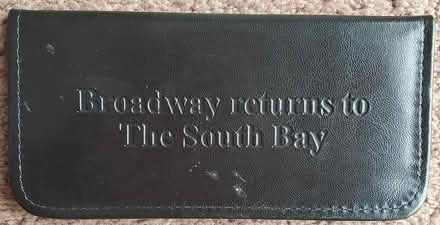 Broadway returns to
The South Bay